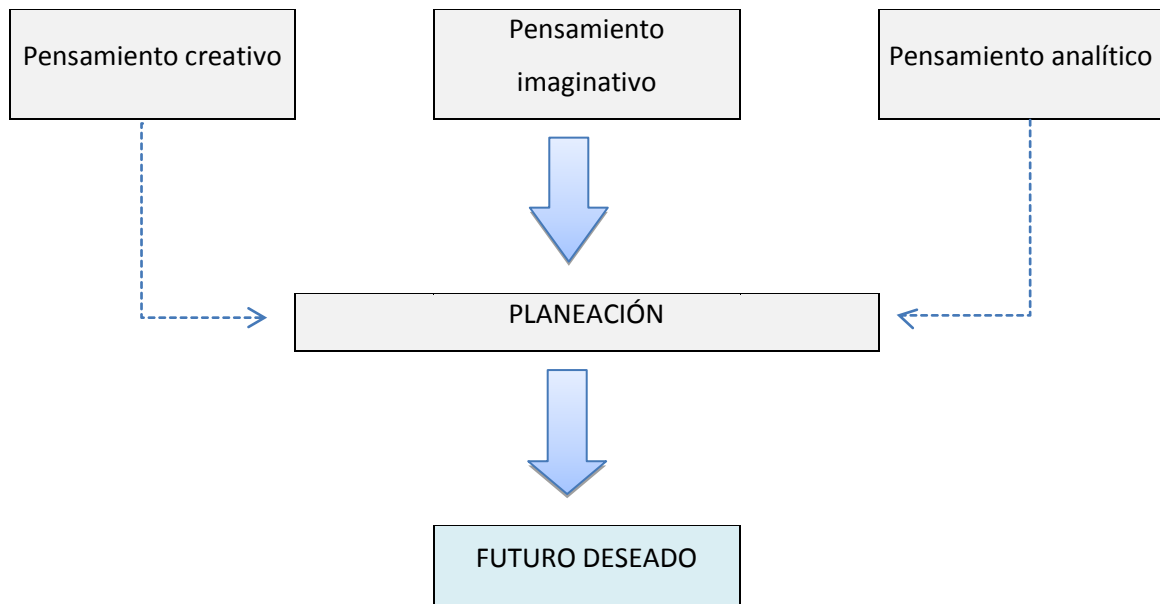 Pensamiento creativo
Pensamiento
imaginativo
Pensamiento analítico
PLANEACIÓN
FUTURO DESEADO